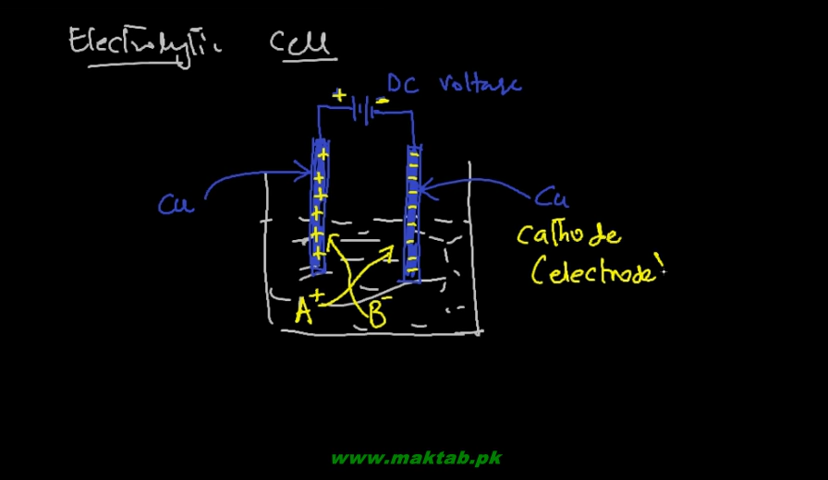 Electrolytic Cell
+ - DC voltage
Cu
Cu
Cathode
(electrode)
A+ B-
www.maktab.pk